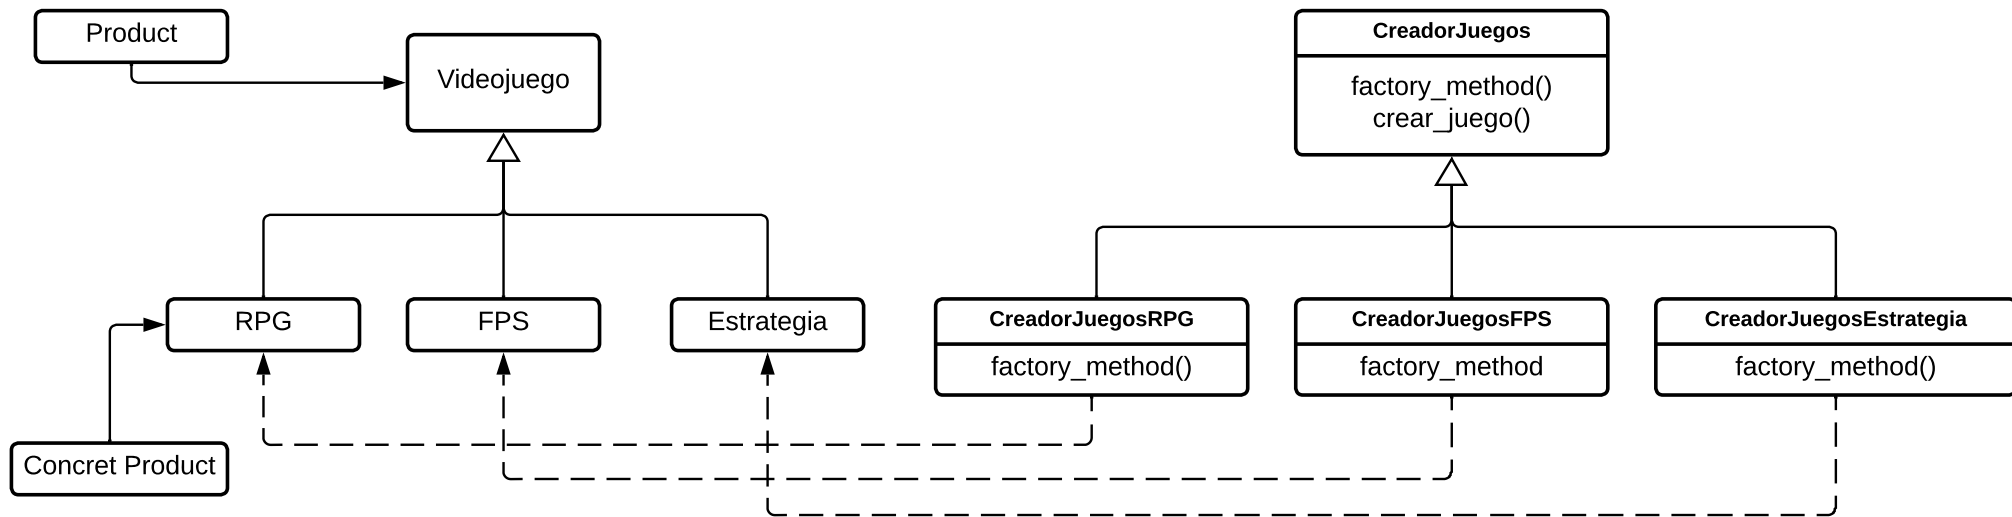 Product
Videojuego
CreadorJuegos
factory_method()
crear_juego()
RPG
FPS
Estrategia
CreadorJuegosRPG
factory_method()
CreadorJuegosFPS
factory_method
CreadorJuegosEstrategia
factory_method()
Concret Product